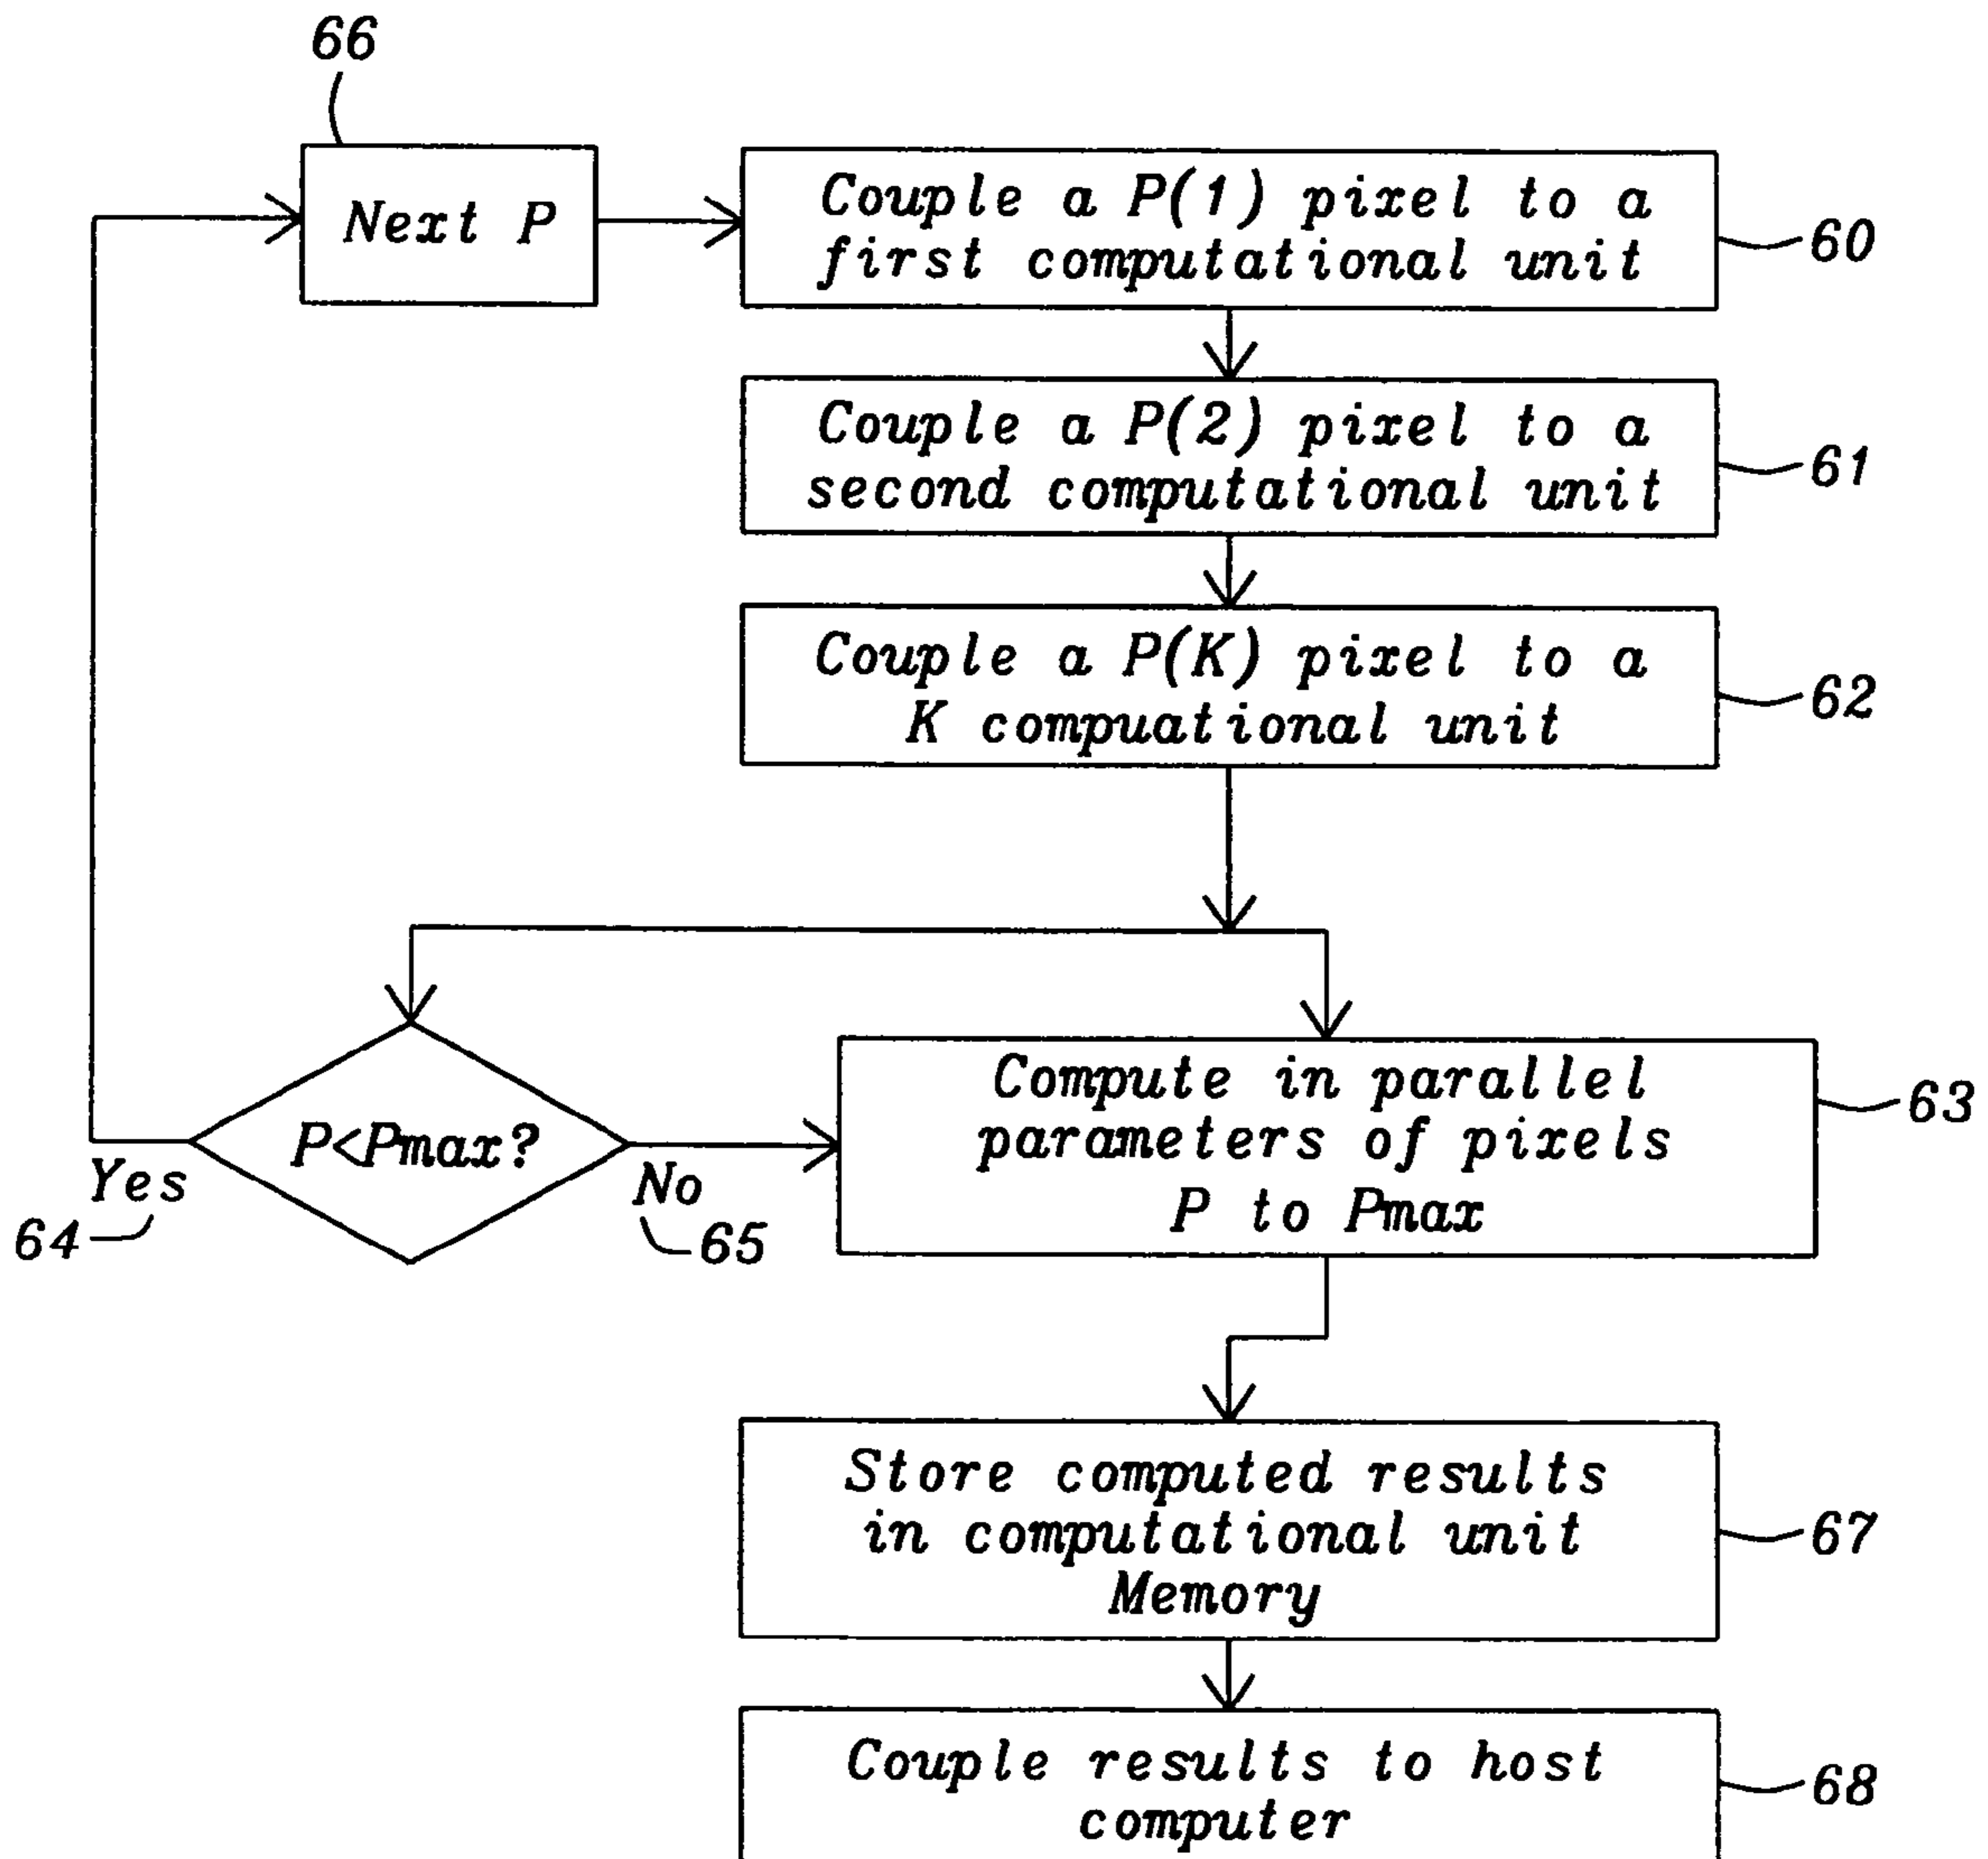 66
Next P
Couple a P(1) pixel to a
first computational unit
60
Couple a P(2) pixel to a
second computational unit
61
Couple a P(K) pixel to a
K compuational unit
62
P<Pmax?
Yes
64
No
65
Compute in parallel
parameters of pixels
P to Pmax
63
Store computed results
in computational unit
Memory
67
Couple results to host
computer
68